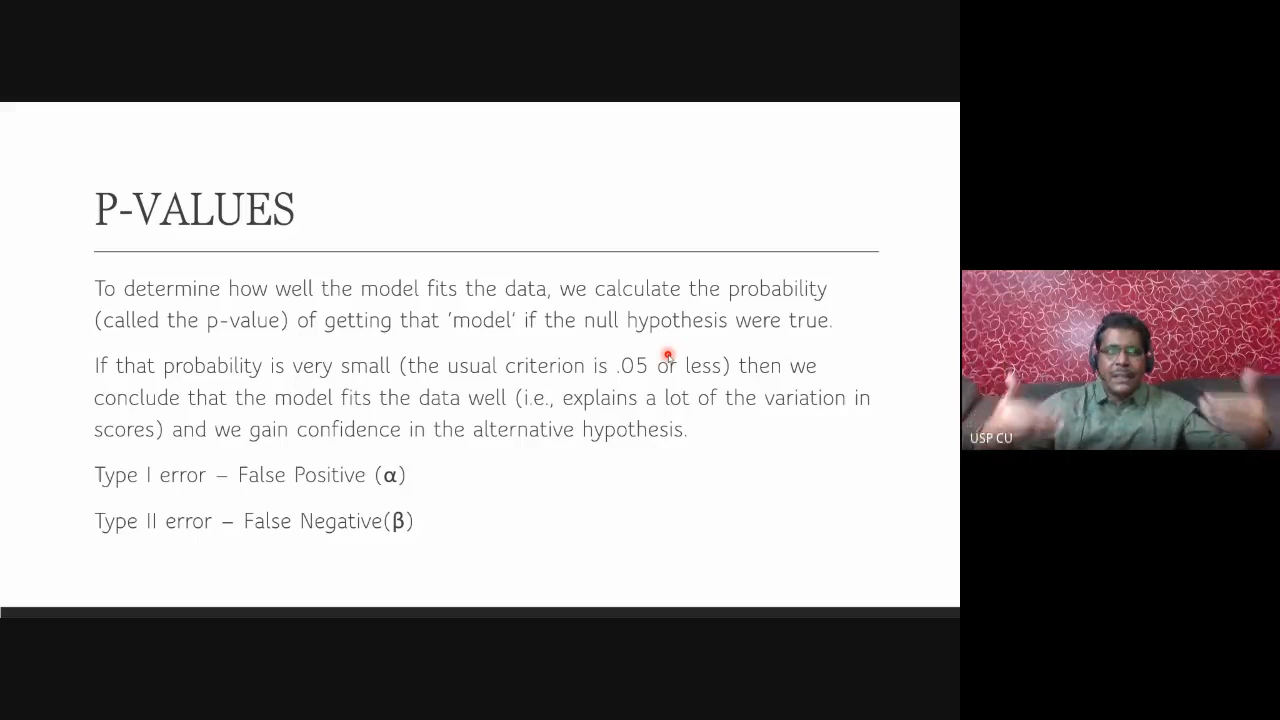 P-VALUES
To determine how well the model fits the data, we calculate the probability
(called the p-value) of getting that ‘model’ if the null hypothesis were true.
If that probability is very small (the usual criterion is .05 or less) then we
conclude that the model fits the data well (i.e., explains a lot of the variation in
scores) and we gain confidence in the alternative hypothesis.
Type I error – False Positive (α)
Type II error – False Negative(β)
USP CU